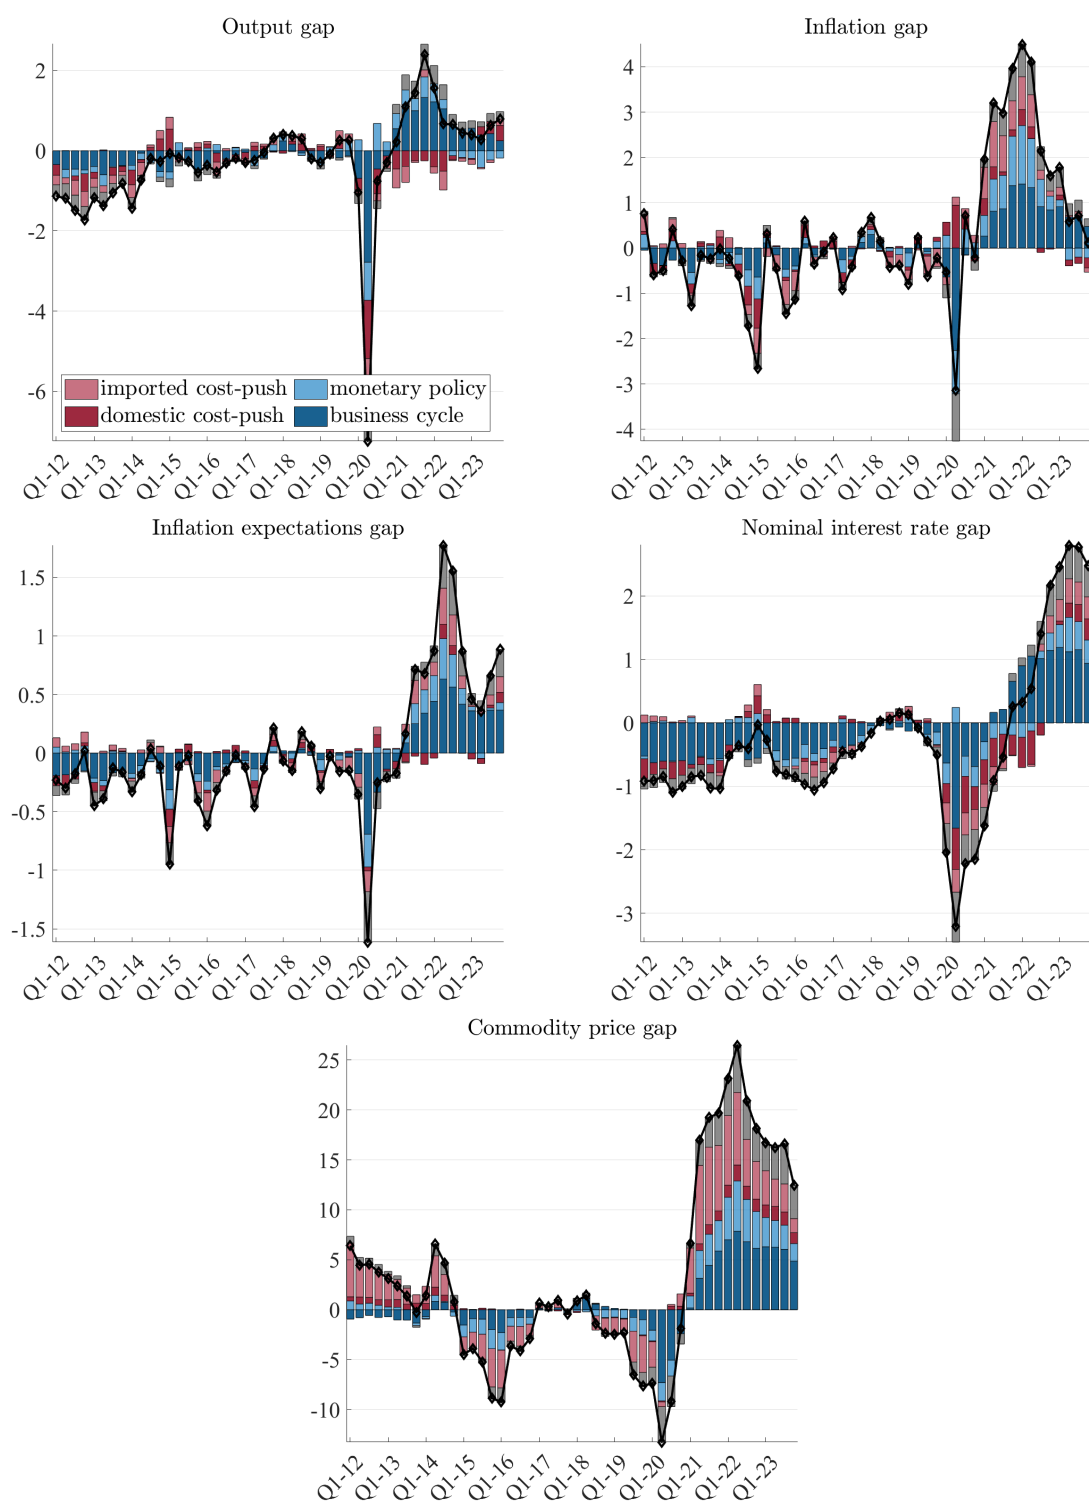 Output gap
2
0
-2
-4
-6
imported cost-push
monetary policy
domestic cost-push
business cycle
Q1-12
Q1-13
Q1-14
Q1-15
Q1-16
Q1-17
Q1-18
Q1-19
Q1-20
Q1-21
Q1-22
Q1-23
Inflation gap
4
3
2
1
0
-1
-2
-3
-4
Q1-12
Q1-13
Q1-14
Q1-15
Q1-16
Q1-17
Q1-18
Q1-19
Q1-20
Q1-21
Q1-22
Q1-23
Inflation expectations gap
1.5
1
0.5
0
-0.5
-1
-1.5
Q1-12
Q1-13
Q1-14
Q1-15
Q1-16
Q1-17
Q1-18
Q1-19
Q1-20
Q1-21
Q1-22
Q1-23
Nominal interest rate gap
2
1
0
-1
-2
-3
Q1-12
Q1-13
Q1-14
Q1-15
Q1-16
Q1-17
Q1-18
Q1-19
Q1-20
Q1-21
Q1-22
Q1-23
Commodity price gap
25
20
15
10
5
0
-5
-10
Q1-12
Q1-13
Q1-14
Q1-15
Q1-16
Q1-17
Q1-18
Q1-19
Q1-20
Q1-21
Q1-22
Q1-23